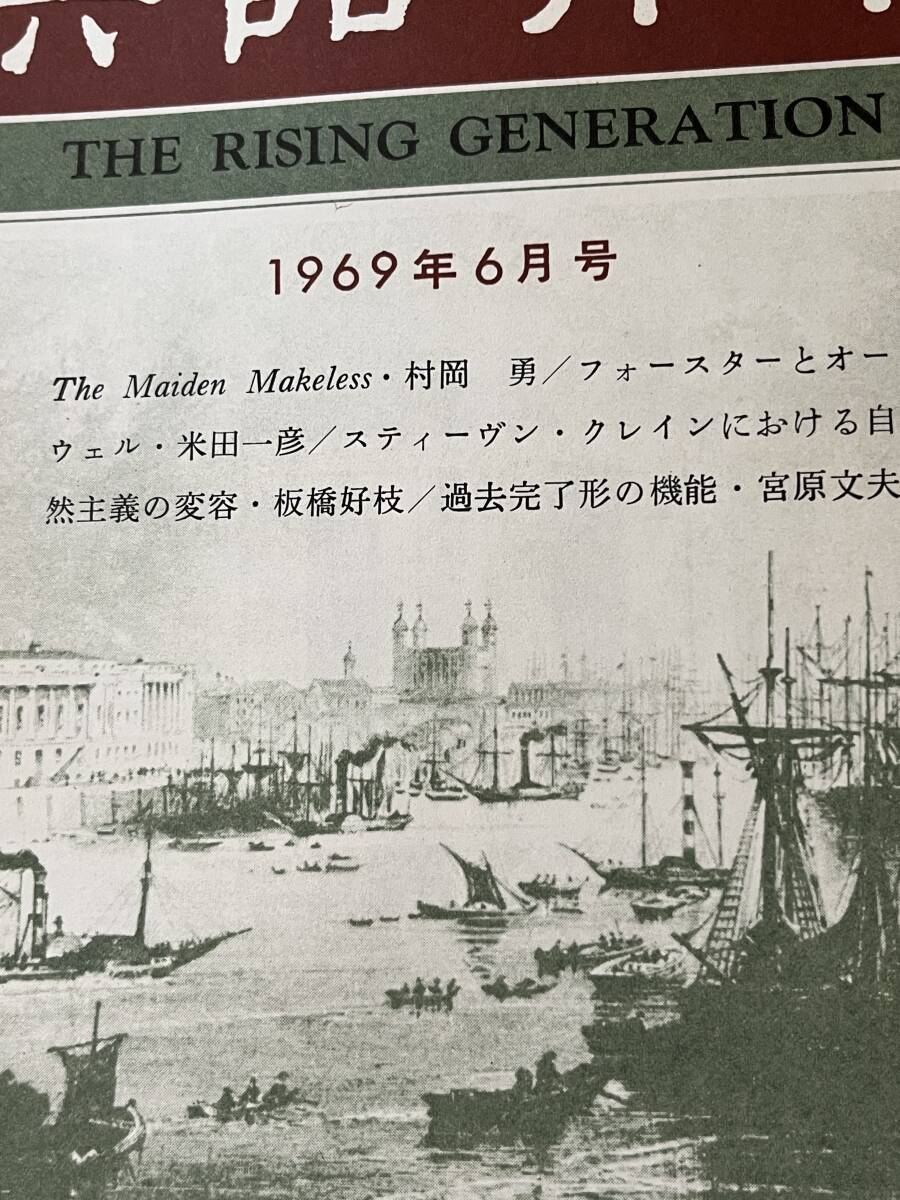 THE RISING GENERATION
1969年6月号
The Maiden Makeless・村岡 勇／フォースターとオー
ウェル・米田一彦／スティーヴン・クレインにおける自
然主義の変容・板橋好枝／過去完了形の機能・宮原文夫